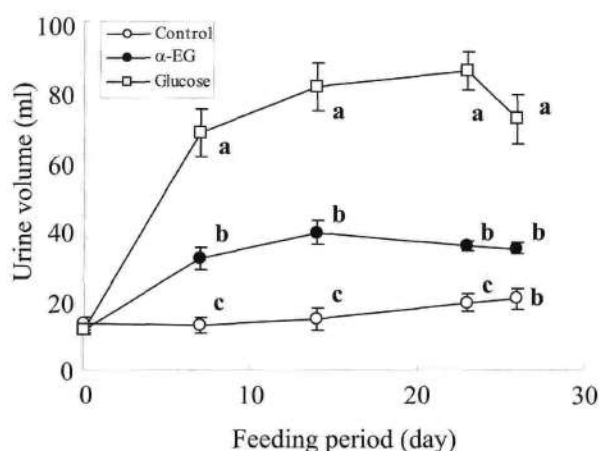 Control
α-EG
Glucose
Urine volume (ml)
100
80
60
40
20
0
a
a
a
a
b
b
b
b
c
c
c
b
0
10
20
30
Feeding period (day)